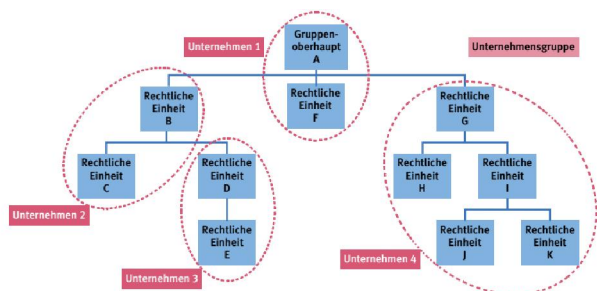 Unternehmen 1
Gruppen-
oberhaupt
A
Unternehmensgruppe
Rechtliche
Einheit
B
Rechtliche
Einheit
F
Rechtliche
Einheit
G
Rechtliche
Einheit
C
Rechtliche
Einheit
D
Rechtliche
Einheit
H
Rechtliche
Einheit
I
Unternehmen 2
Rechtliche
Einheit
E
Rechtliche
Einheit
J
Rechtliche
Einheit
K
Unternehmen 3
Unternehmen 4